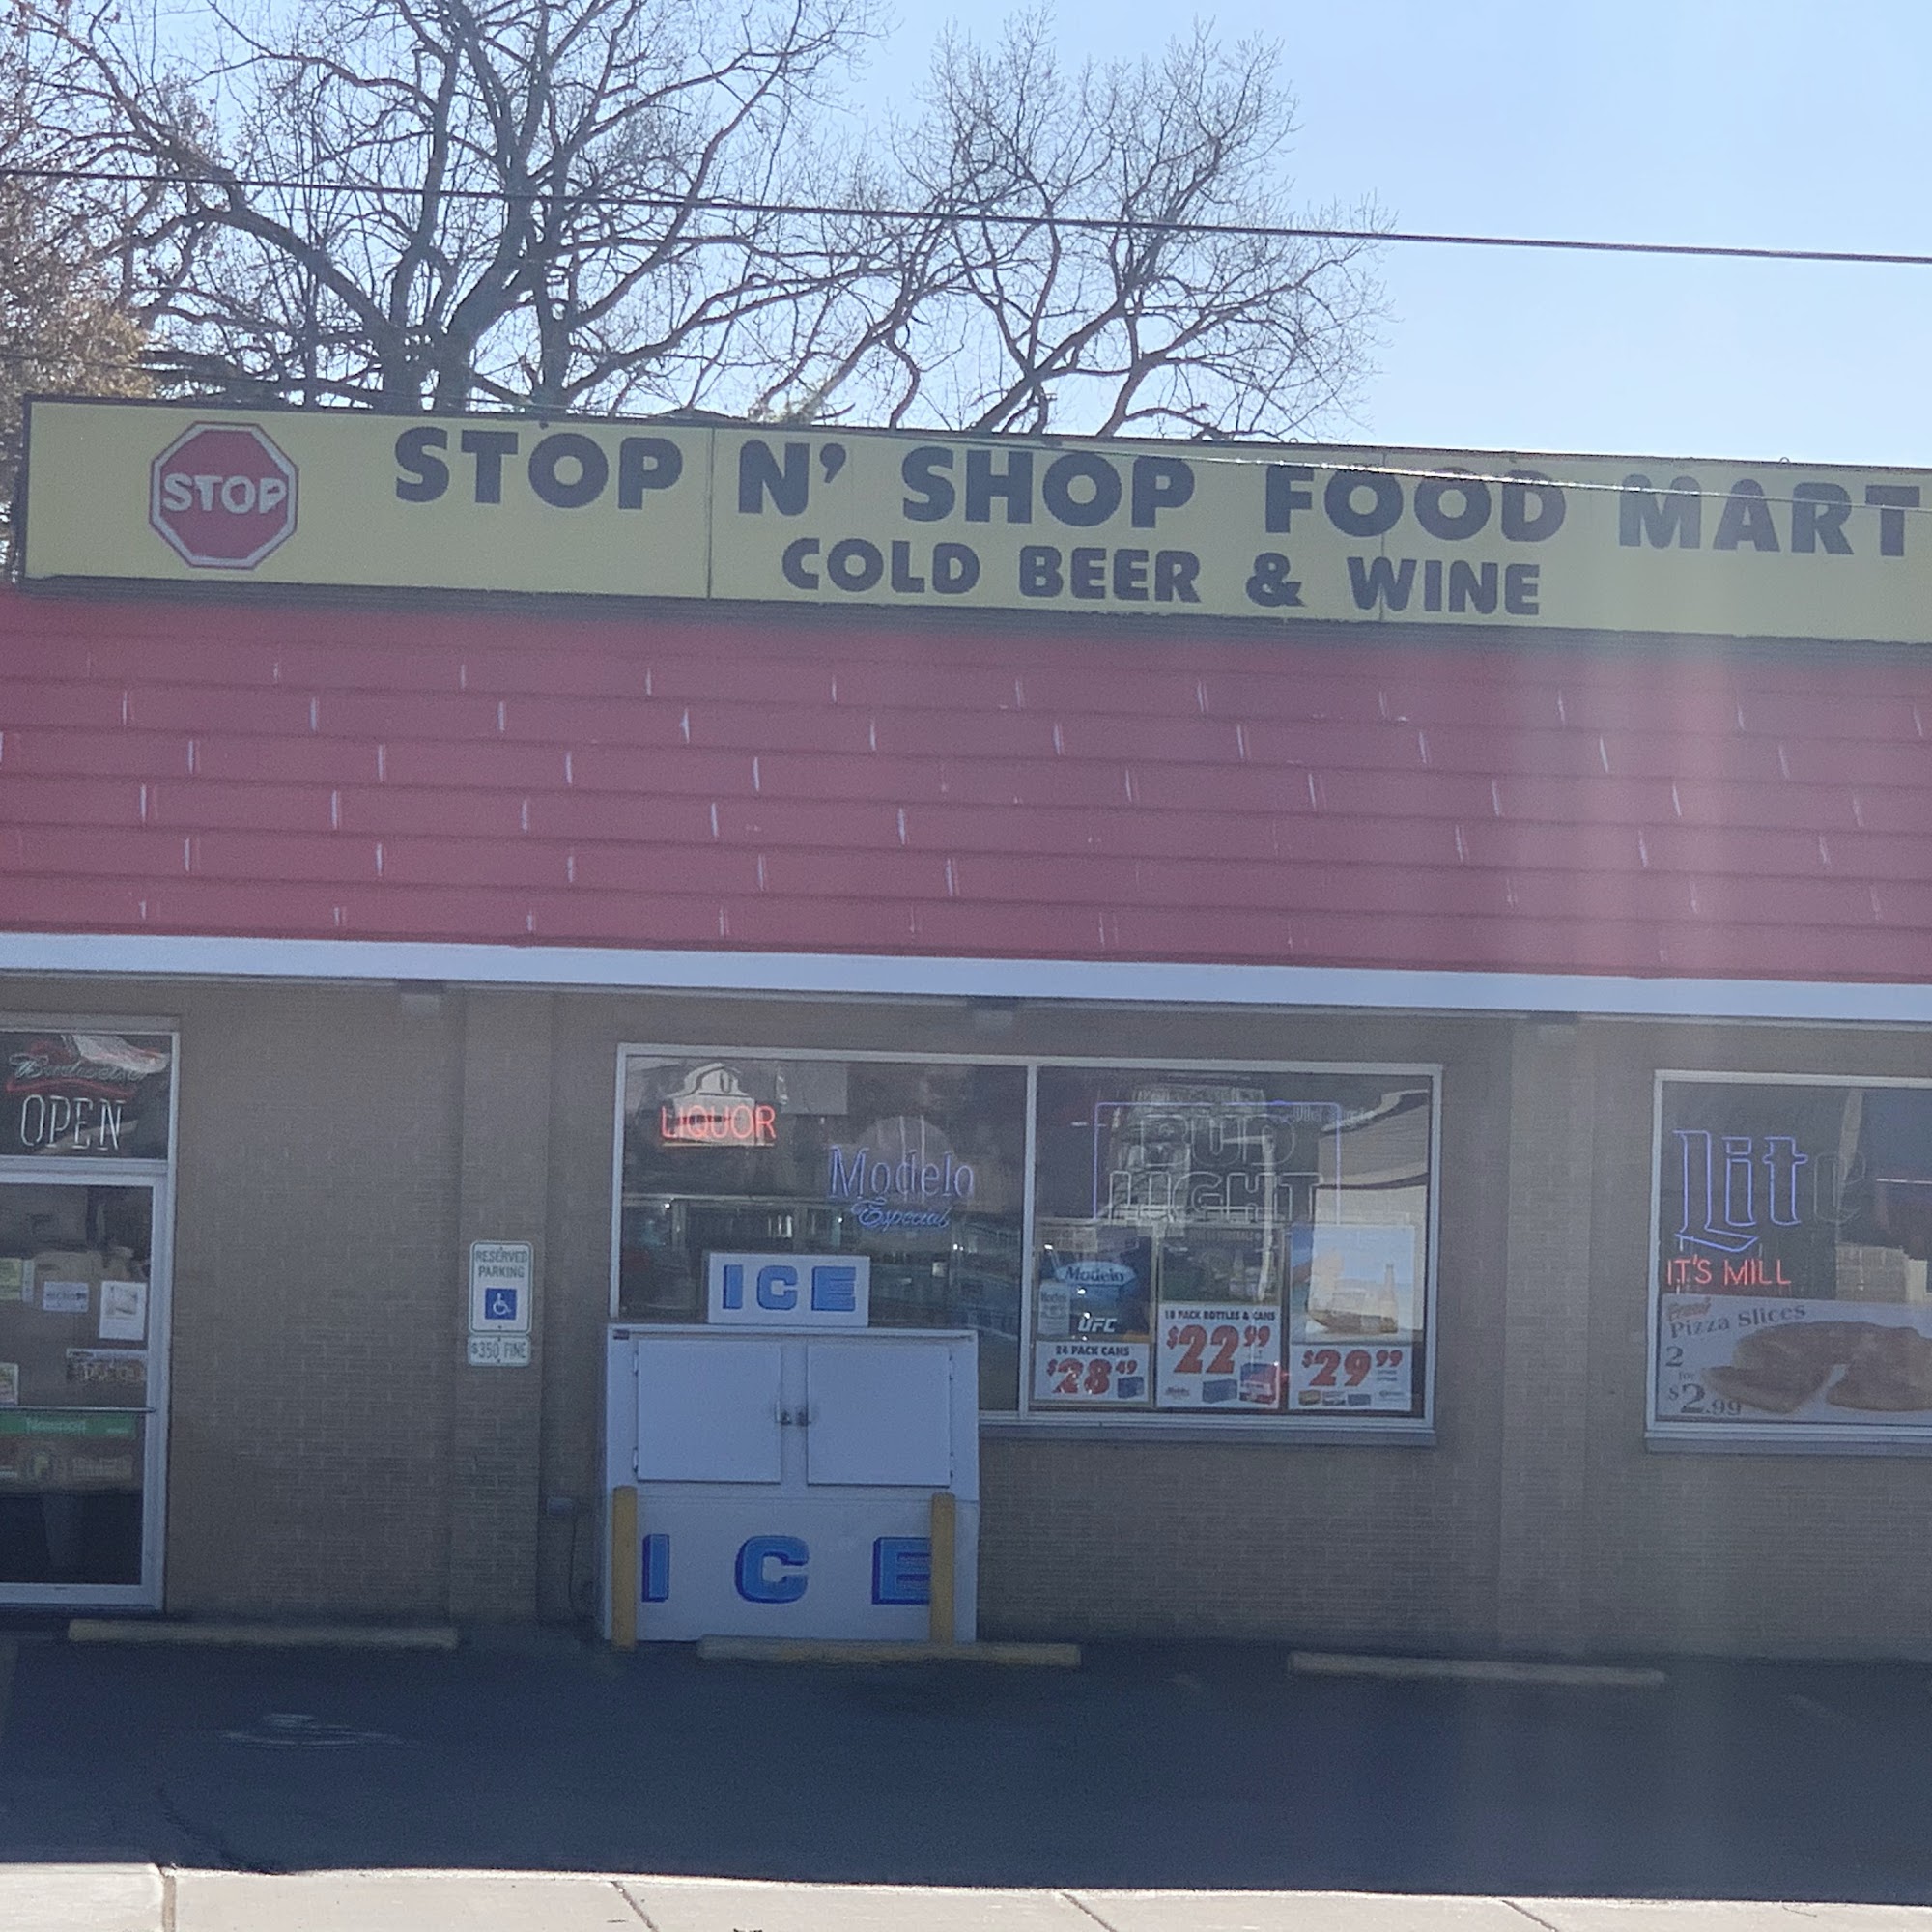 STOP
STOP N' SHOP FOOD MART
COLD BEER & WINE
Budweiser
OPEN
LIQUOR
Modelo
Especial
BUD
LIGHT
Lite
IT'S MILL
RESERVED
PARKING
$350 FINE
ICE
ICE
Modelo
UFC
24 PACK CANS
$28 49
18 PACK BOTTLES & CANS
$22 99
$29 99
Pizza Slices
2
for
$2.99
Newport